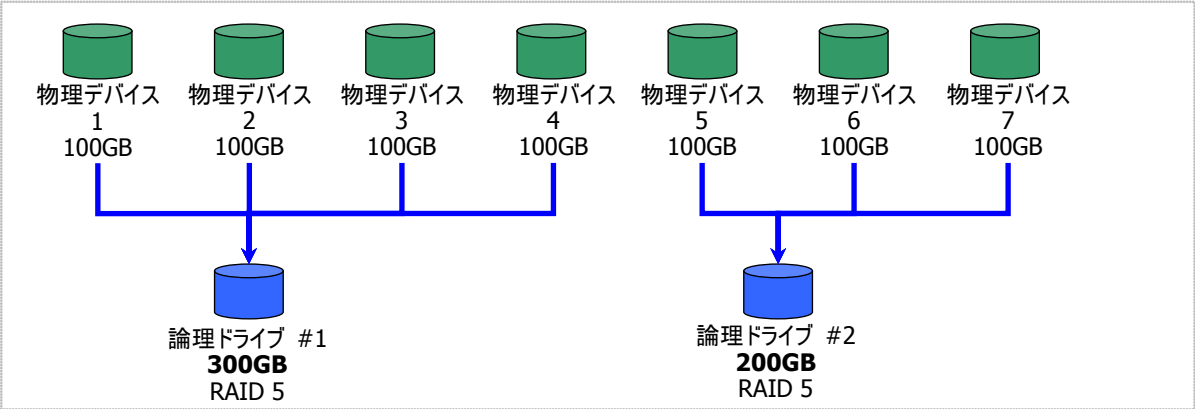 物理デバイス 物理デバイス 物理デバイス 物理デバイス 物理デバイス 物理デバイス 物理デバイス
1 2 3 4 5 6 7
100GB 100GB 100GB 100GB 100GB 100GB 100GB
論理ドライブ #1 論理ドライブ #2
300GB 200GB
RAID 5 RAID 5